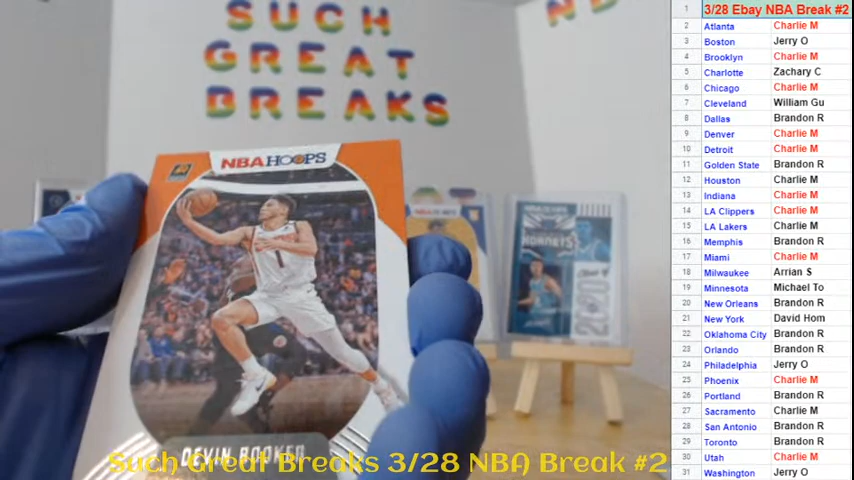 SUCH
GREAT
BREAKS
ND
NBA HOOPS
1
DEVIN BOOKER
HORNETS
Such Great Breaks 3/28 NBA Break #2
1 3/28 Ebay NBA Break #2
2 Atlanta Charlie M
3 Boston Jerry O
4 Brooklyn Charlie M
5 Charlotte Zachary C
6 Chicago Charlie M
7 Cleveland William Gu
8 Dallas Brandon R
9 Denver Charlie M
10 Detroit Charlie M
11 Golden State Brandon R
12 Houston Charlie M
13 Indiana Charlie M
14 LA Clippers Charlie M
15 LA Lakers Charlie M
16 Memphis Brandon R
17 Miami Charlie M
18 Milwaukee Arrian S
19 Minnesota Michael To
20 New Orleans Brandon R
21 New York David Hom
22 Oklahoma City Brandon R
23 Orlando Brandon R
24 Philadelphia Jerry O
25 Phoenix Charlie M
26 Portland Brandon R
27 Sacramento Charlie M
28 San Antonio Brandon R
29 Toronto Brandon R
30 Utah Charlie M
31 Washington Jerry O